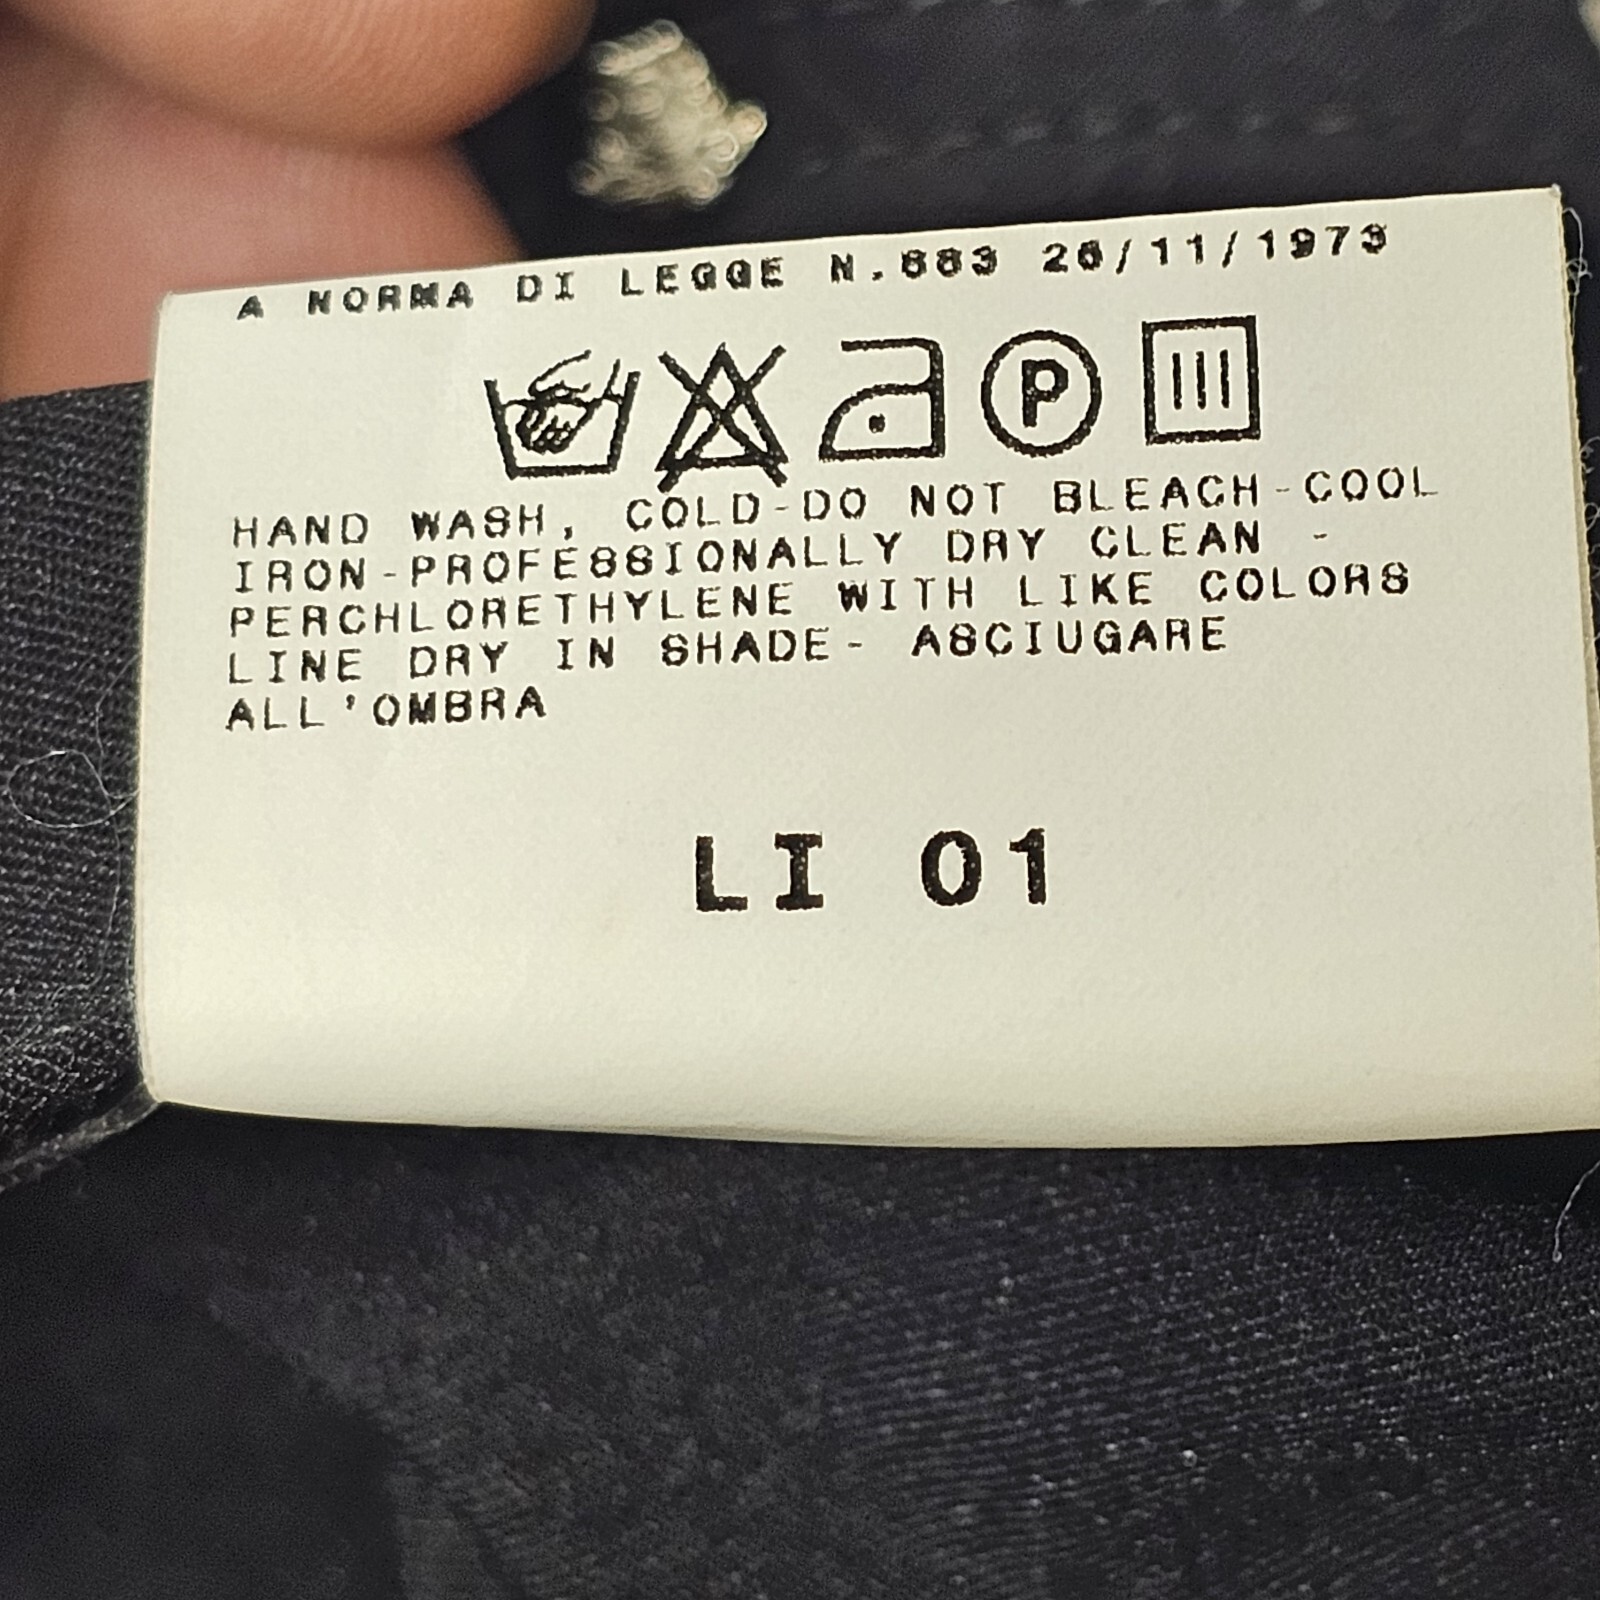 A NORMA DI LEGGE N.883 26/11/1973
P
HAND WASH, COLD-DO NOT BLEACH-COOL
IRON-PROFESSIONALLY DRY CLEAN -
PERCHLORETHYLENE WITH LIKE COLORS
LINE DRY IN SHADE- ASCIUGARE
ALL'OMBRA
LI 01